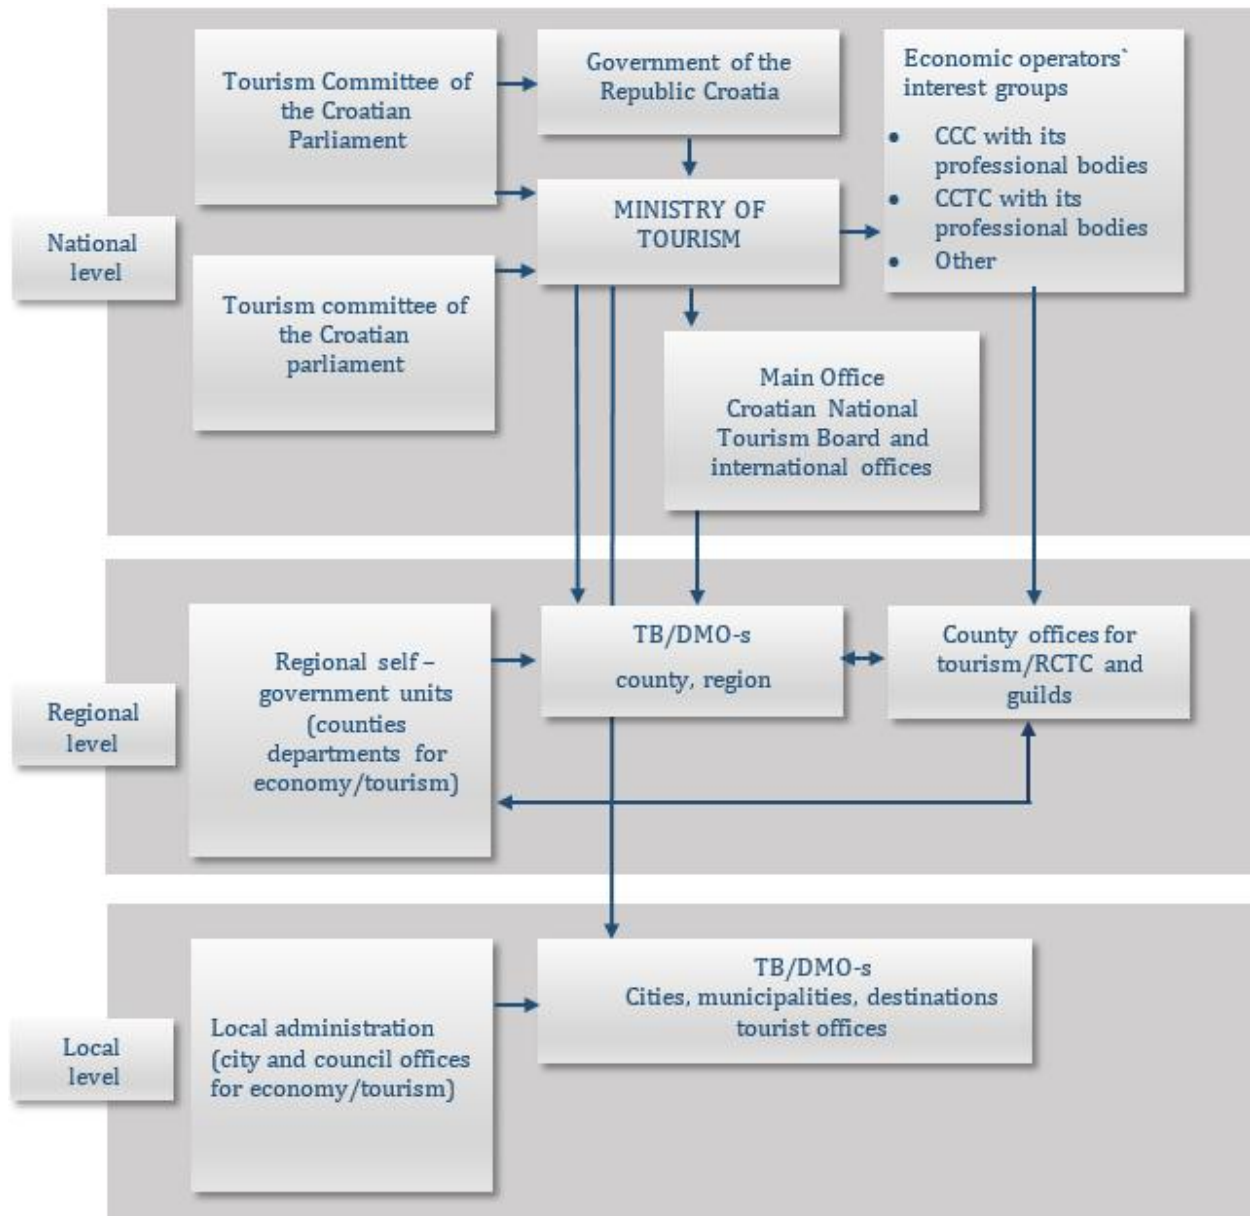 National
level
Tourism Committee of
the Croatian
Parliament
Government of the
Republic Croatia
Economic operators`
interest groups
• CCC with its
professional bodies
• CCTC with its
professional bodies
• Other
MINISTRY OF
TOURISM
Tourism committee of
the Croatian
parliament
Main Office
Croatian National
Tourism Board and
international offices
Regional
level
Regional self –
government units
(counties
departments for
economy/tourism)
TB/DMO-s
county, region
County offices for
tourism/RCTC and
guilds
Local
level
Local administration
(city and council offices
for economy/tourism)
TB/DMO-s
Cities, municipalities, destinations
tourist offices